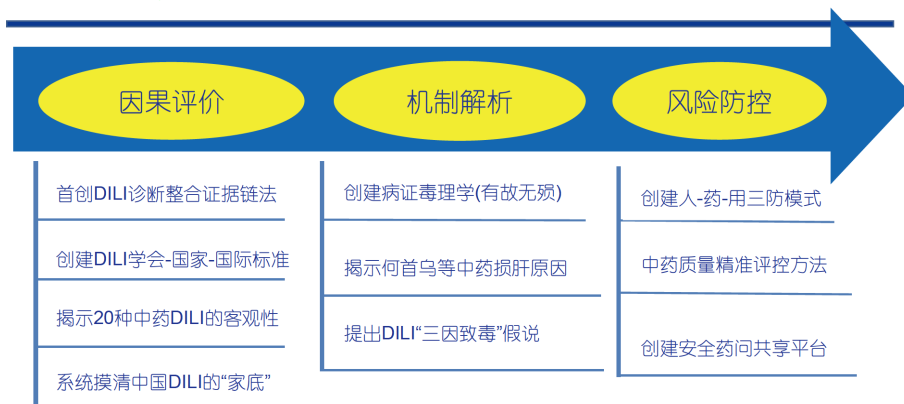 因果评价
机制解析
风险防控
首创DILI诊断整合证据链法
创建DILI学会-国家-国际标准
揭示20种中药DILI的客观性
系统摸清中国DILI的“家底”
创建病证毒理学(有故无殒)
揭示何首乌等中药损肝原因
提出DILI“三因致毒”假说
创建人-药-用三防模式
中药质量精准评控方法
创建安全药问共享平台